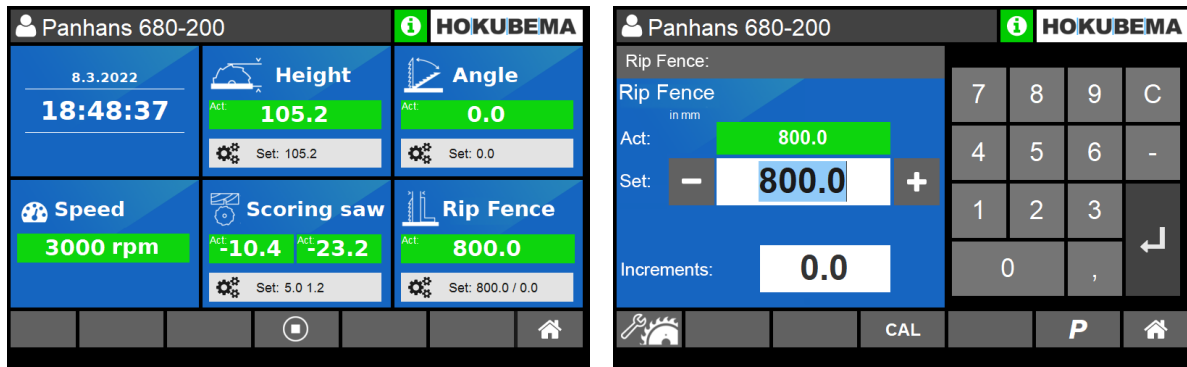 Panhans 680-200
i
HOKUBEMA
8.3.2022
18:48:37
Height
Act:
105.2
Set: 105.2
Angle
Act:
0.0
Set: 0.0
Speed
3000 rpm
Scoring saw
Act:
-10.4
Act:
-23.2
Set: 5.0 1.2
Rip Fence
Act:
800.0
Set: 800.0 / 0.0
Panhans 680-200
i
HOKUBEMA
Rip Fence:
Rip Fence
in mm
Act:
800.0
Set:
−
800.0
+
Increments:
0.0
7 8 9 C
4 5 6 -
1 2 3
0 ,
CAL
P